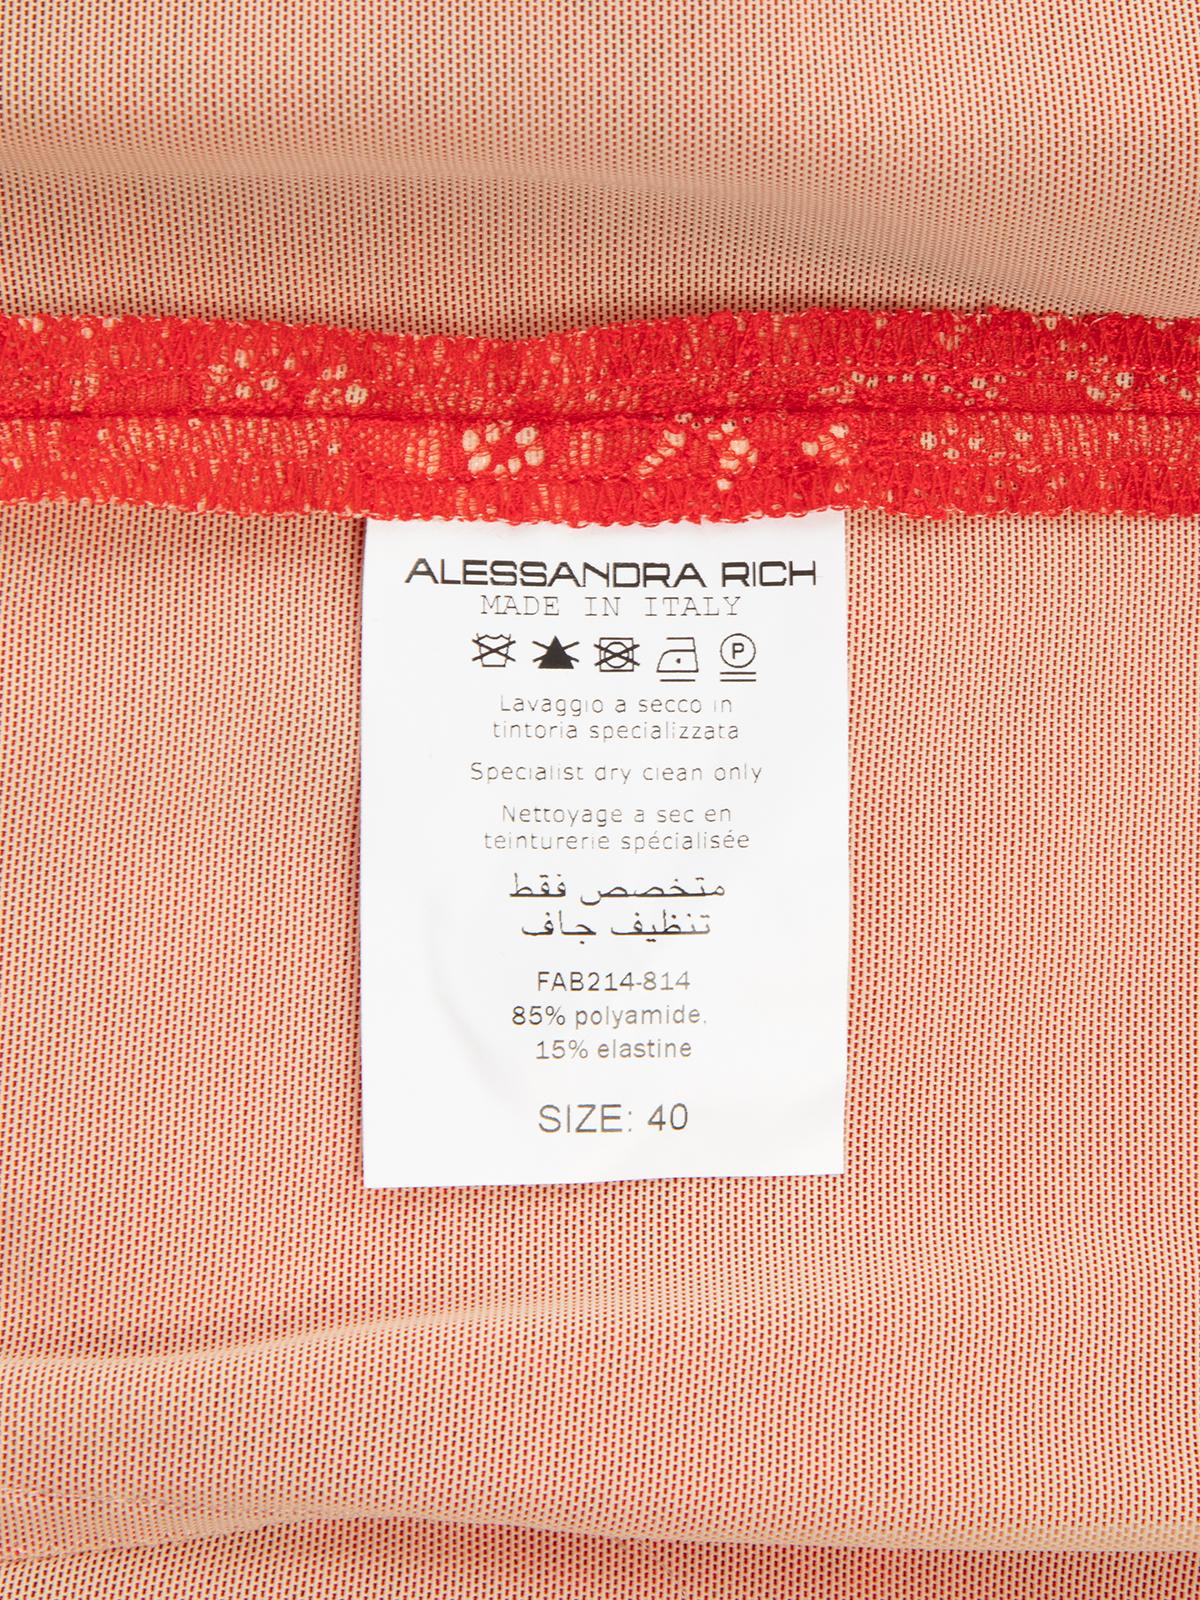 ALESSANDRA RICH
MADE IN ITALY
P
Lavaggio a secco in
tintoria specializzata
Specialist dry clean only
Nettoyage a sec en
teinturerie spécialisée
متخصص فقط
تنظيف جاف
FAB214-814
85% polyamide,
15% elastine
SIZE: 40